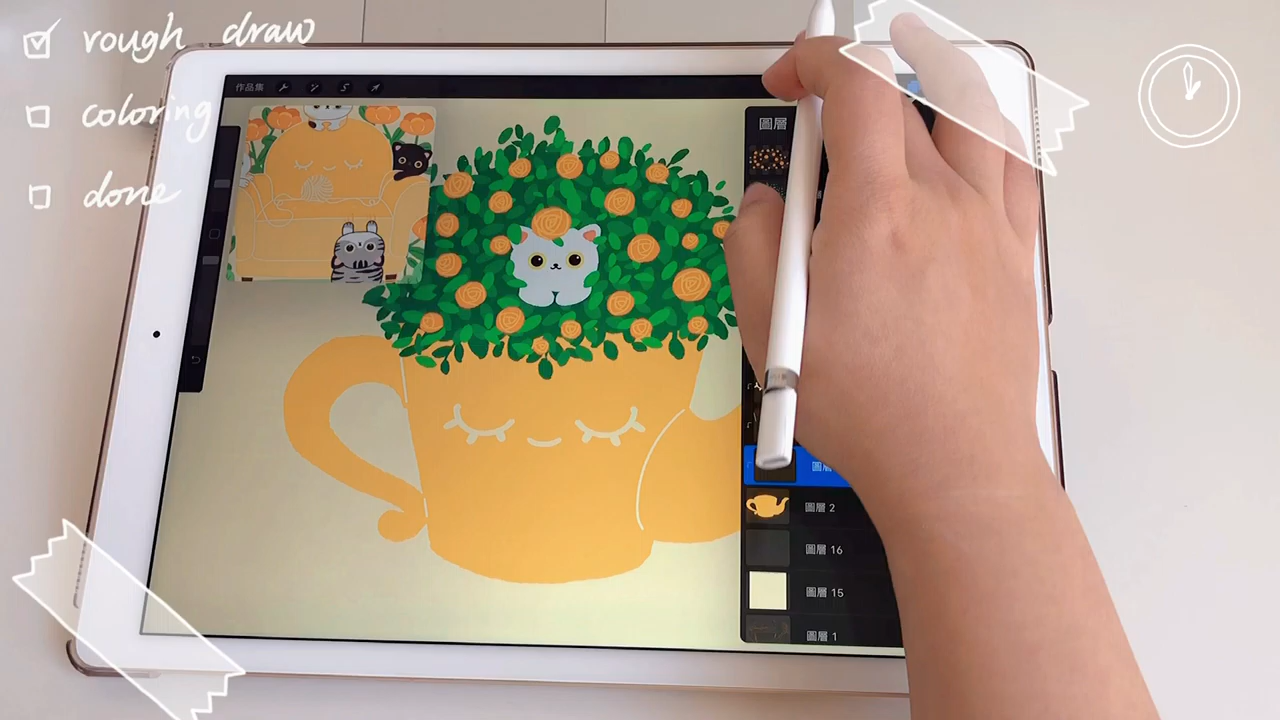 rough draw
coloring
done
作品集
圖層
圖層 2
圖層 16
圖層 15
圖層 1